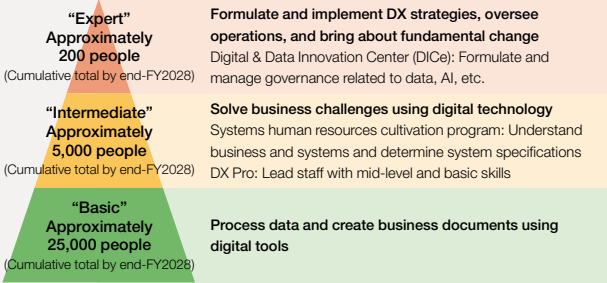 “Expert”
Approximately
200 people
(Cumulative total by end-FY2028)
Formulate and implement DX strategies, oversee
operations, and bring about fundamental change
Digital & Data Innovation Center (DICe): Formulate and
manage governance related to data, AI, etc.
“Intermediate”
Approximately
5,000 people
(Cumulative total by end-FY2028)
Solve business challenges using digital technology
Systems human resources cultivation program: Understand
business and systems and determine system specifications
DX Pro: Lead staff with mid-level and basic skills
“Basic”
Approximately
25,000 people
(Cumulative total by end-FY2028)
Process data and create business documents using
digital tools